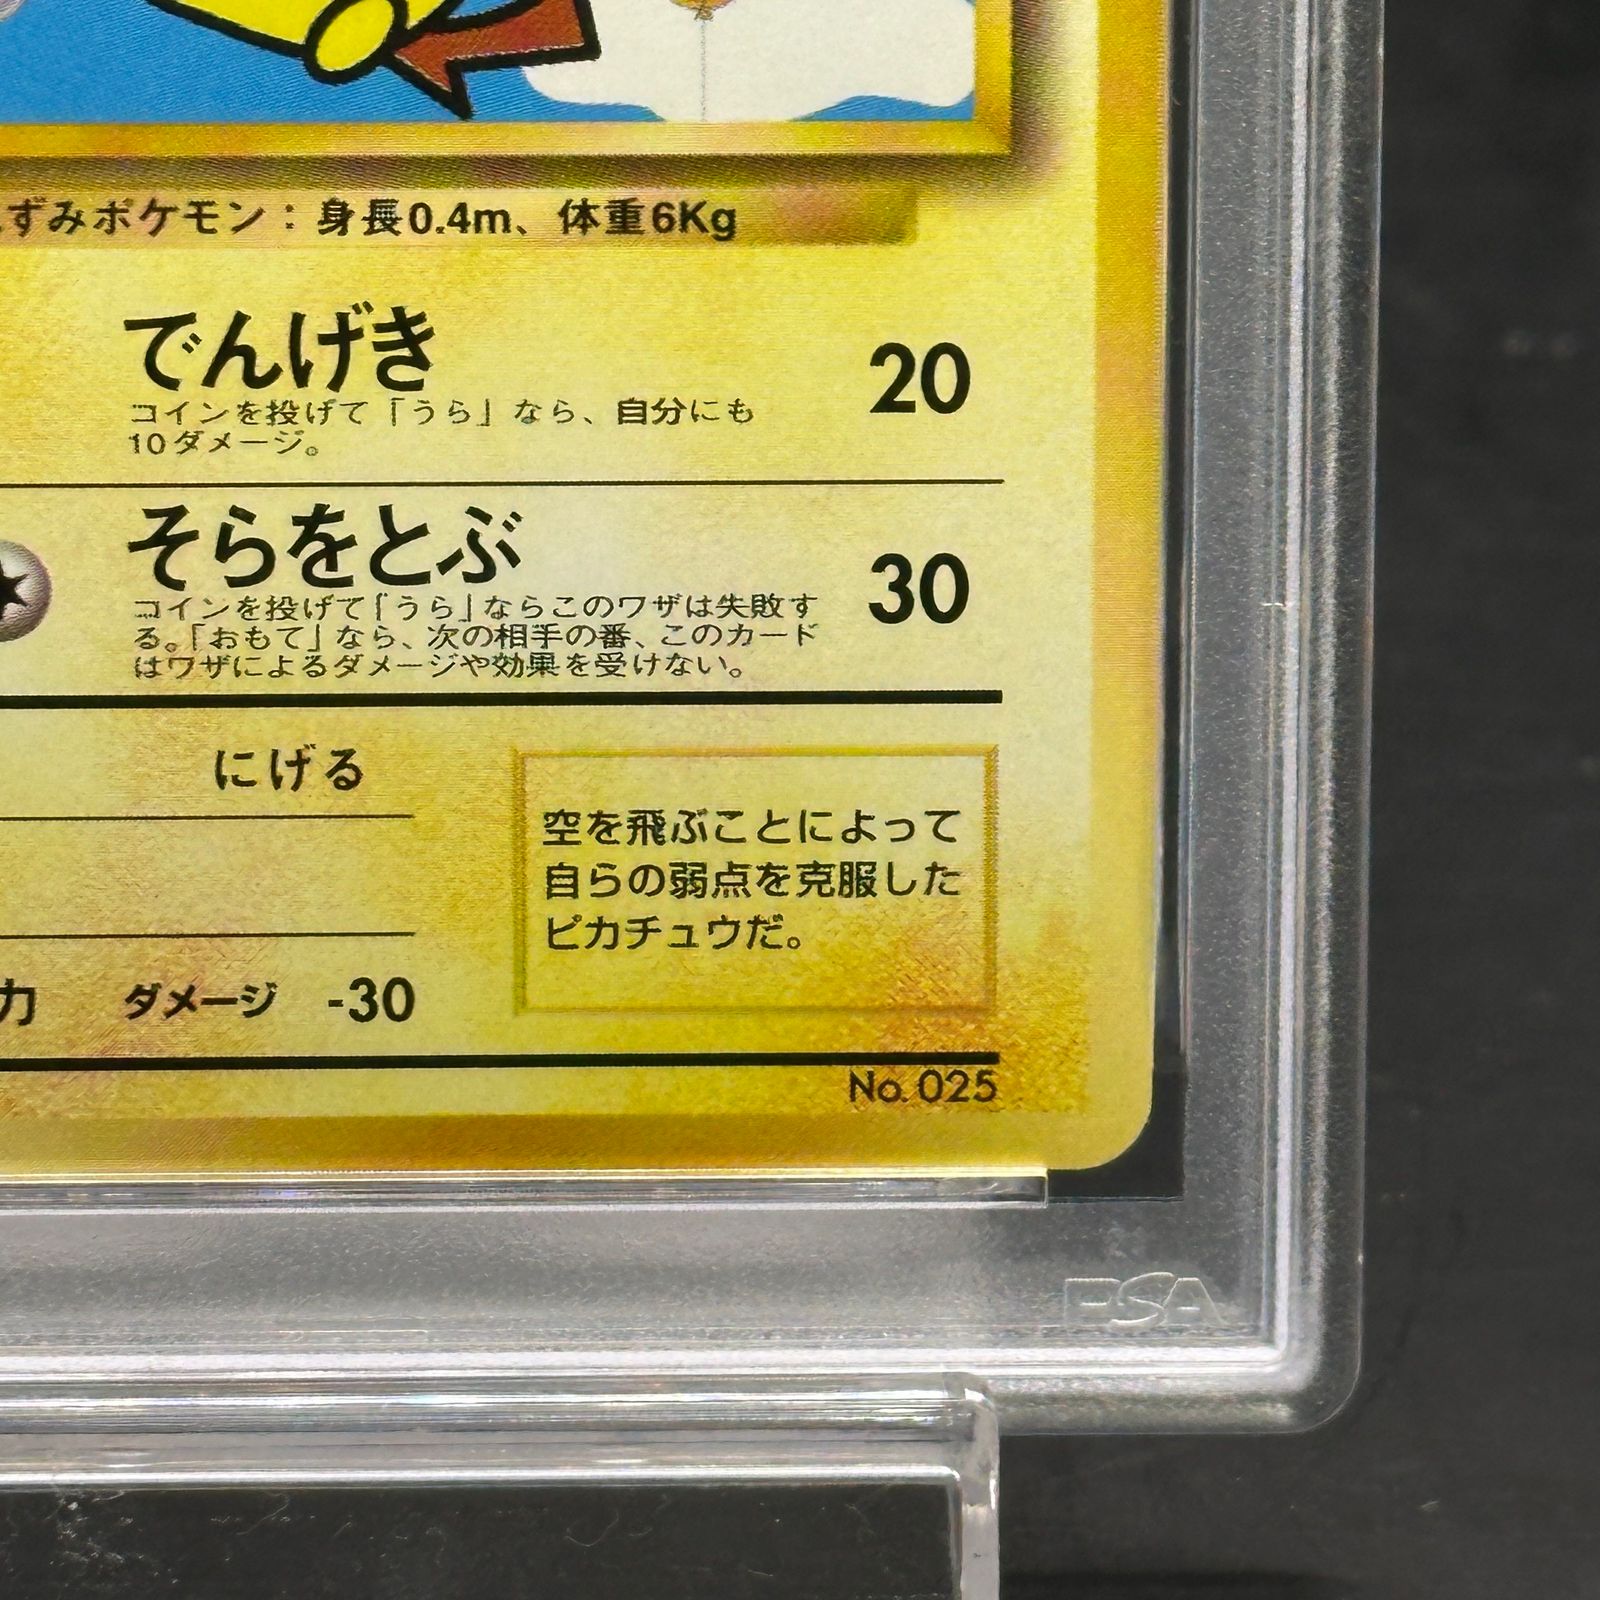 ずみポケモン：身長0.4m、体重6Kg
でんげき 20
コインを投げて「うら」なら、自分にも
10ダメージ。
そらをとぶ 30
コインを投げて「うら」ならこのワザは失敗す
る。「おもて」なら、次の相手の番、このカード
はワザによるダメージや効果を受けない。
にげる
空を飛ぶことによって
自らの弱点を克服した
ピカチュウだ。
力 ダメージ -30
No. 025
PSA